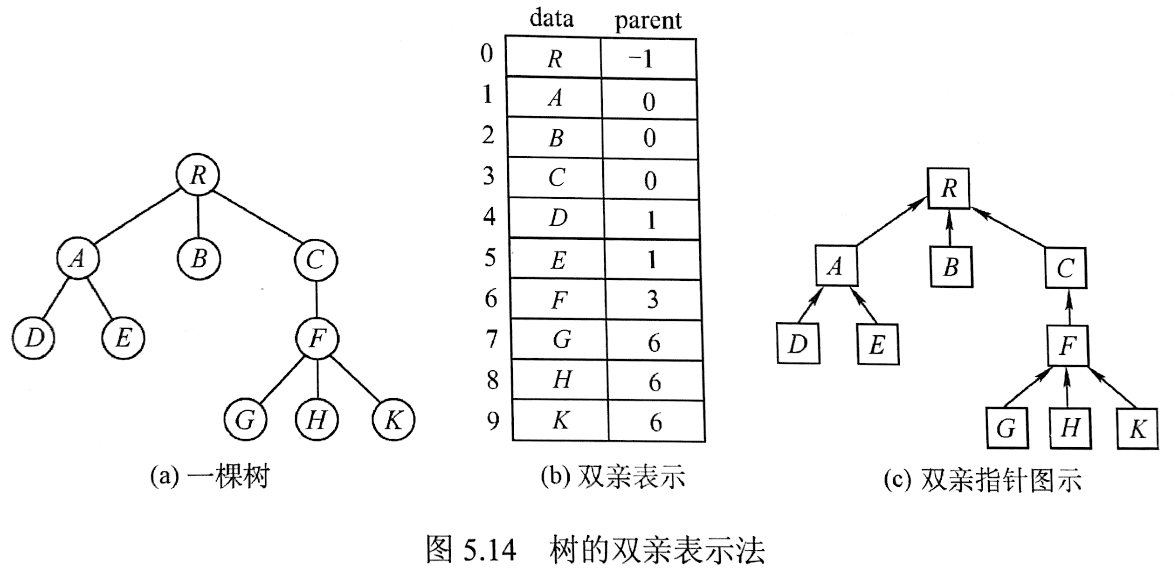 data parent
0 R −1
1 A 0
2 B 0
3 C 0
4 D 1
5 E 1
6 F 3
7 G 6
8 H 6
9 K 6
R
A B C
D E F
G H K
R
A B C
D E F
G H K
(a) 一棵树
(b) 双亲表示
(c) 双亲指针图示
图 5.14 树的双亲表示法